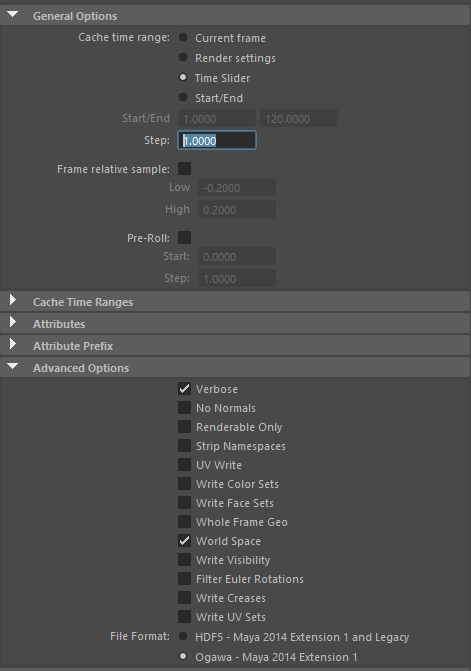 General Options
Cache time range: Current frame
Render settings
Time Slider
Start/End
Start/End 1.0000 120.0000
Step: 1.0000
Frame relative sample:
Low -0.2000
High 0.2000
Pre-Roll:
Start: 0.0000
Step: 1.0000
Cache Time Ranges
Attributes
Attribute Prefix
Advanced Options
Verbose
No Normals
Renderable Only
Strip Namespaces
UV Write
Write Color Sets
Write Face Sets
Whole Frame Geo
World Space
Write Visibility
Filter Euler Rotations
Write Creases
Write UV Sets
File Format: HDF5 - Maya 2014 Extension 1 and Legacy
Ogawa - Maya 2014 Extension 1